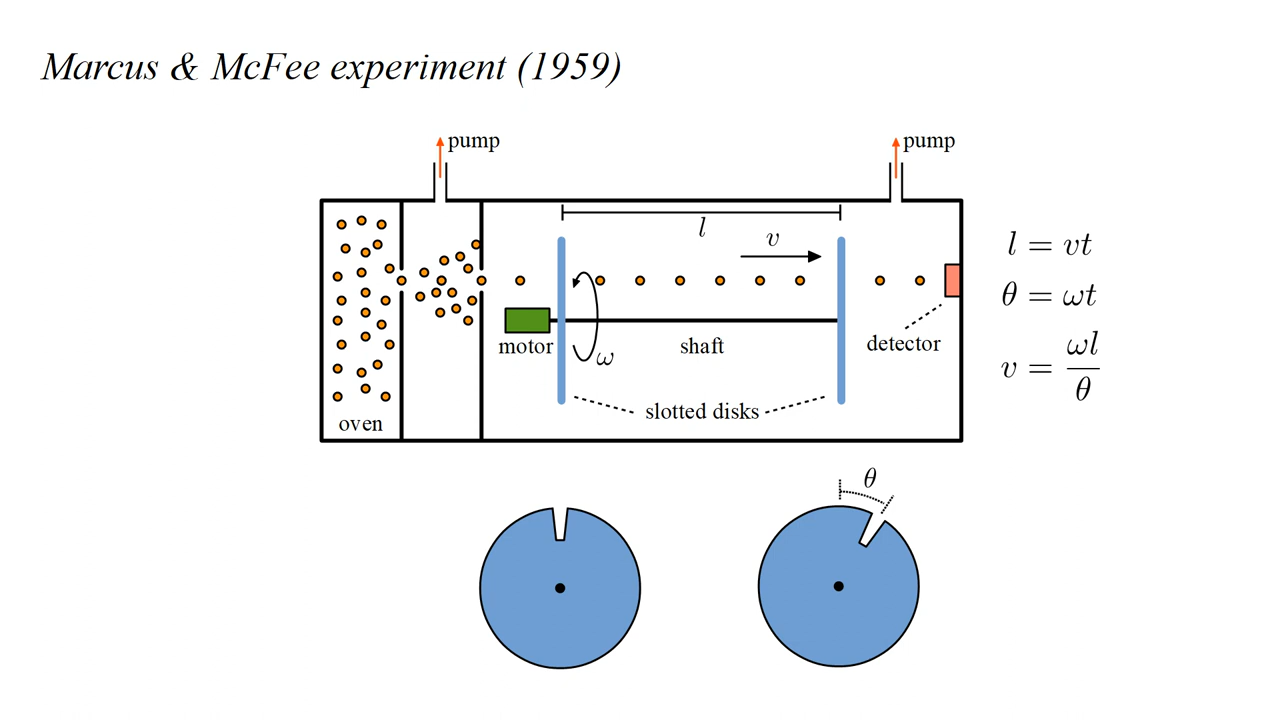 Marcus & McFee experiment (1959)
pump
pump
l
v
l = vt
θ = ωt
v = ωl/θ
motor
ω
shaft
detector
slotted disks
oven
θ